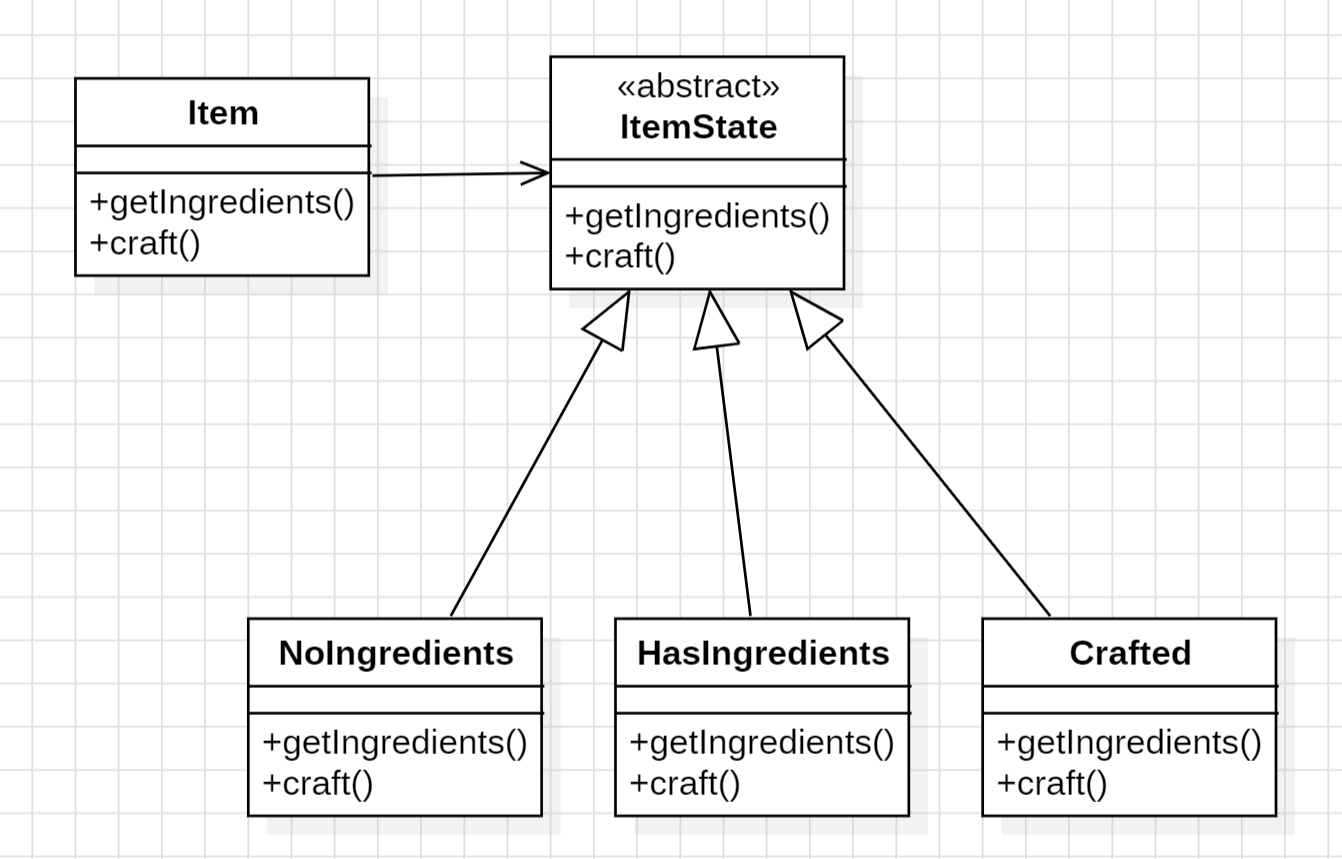 Item
+getIngredients()
+craft()
«abstract»
ItemState
+getIngredients()
+craft()
NoIngredients
+getIngredients()
+craft()
HasIngredients
+getIngredients()
+craft()
Crafted
+getIngredients()
+craft()